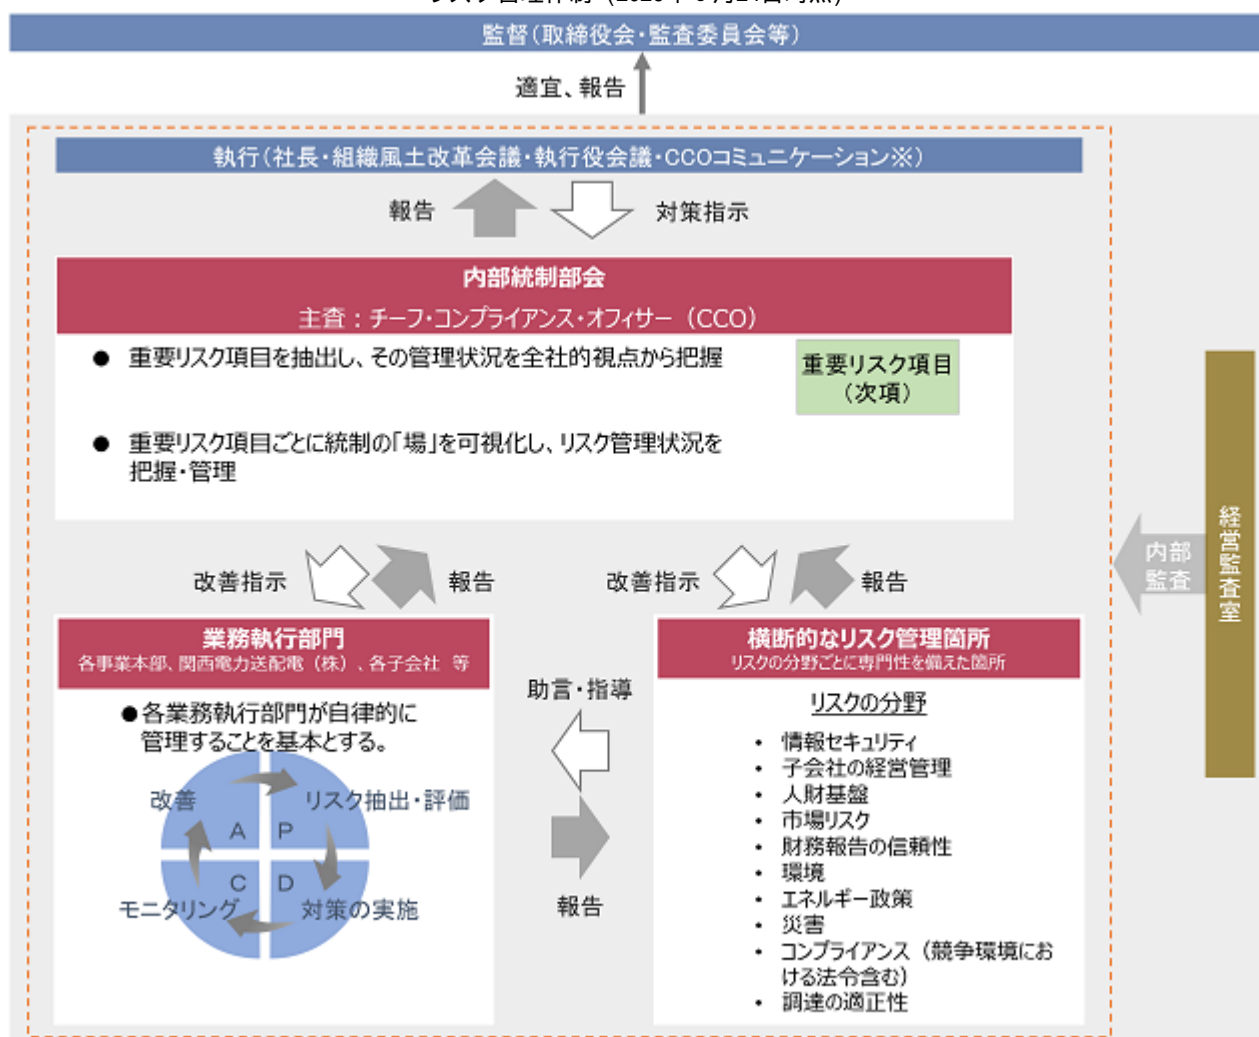 監督(取締役会・監査委員会等)
適宜、報告
執行(社長・組織風土改革会議・執行役会議・CCOコミュニケーション※)
報告
対策指示
内部統制部会
主査：チーフ・コンプライアンス・オフィサー（CCO）
● 重要リスク項目を抽出し、その管理状況を全社的視点から把握
重要リスク項目
（次項）
● 重要リスク項目ごとに統制の「場」を可視化し、リスク管理状況を
把握・管理
経営監査室
内部
監査
改善指示
報告
改善指示
報告
業務執行部門
各事業本部、関西電力送配電（株）、各子会社 等
●各業務執行部門が自律的に
管理することを基本とする。
改善
リスク抽出・評価
A P
C D
モニタリング
対策の実施
助言・指導
報告
横断的なリスク管理箇所
リスクの分野ごとに専門性を備えた箇所
リスクの分野
・ 情報セキュリティ
・ 子会社の経営管理
・ 人財基盤
・ 市場リスク
・ 財務報告の信頼性
・ 環境
・ エネルギー政策
・ 災害
・ コンプライアンス（競争環境にお
ける法令含む）
・ 調達の適正性